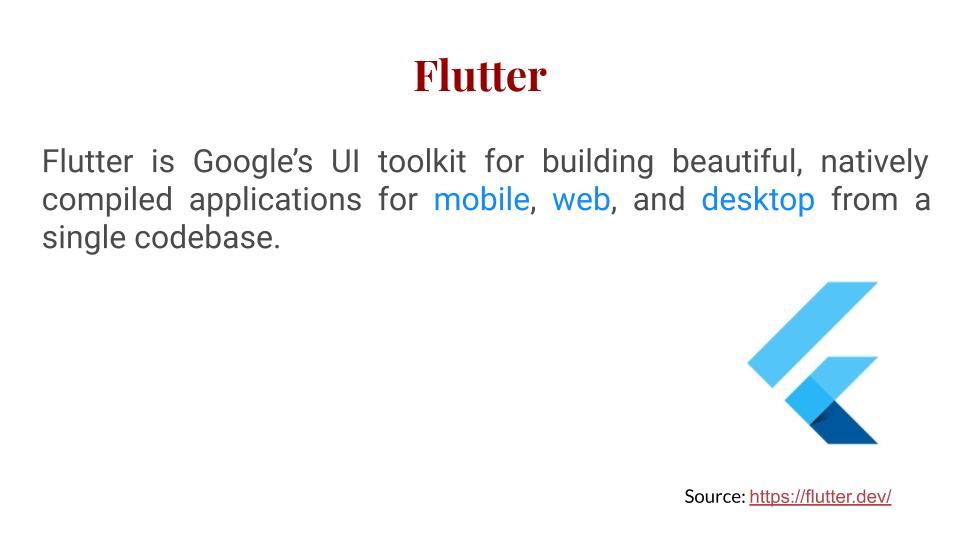 Flutter
Flutter is Google’s UI toolkit for building beautiful, natively
compiled applications for mobile, web, and desktop from a
single codebase.
Source: https://flutter.dev/